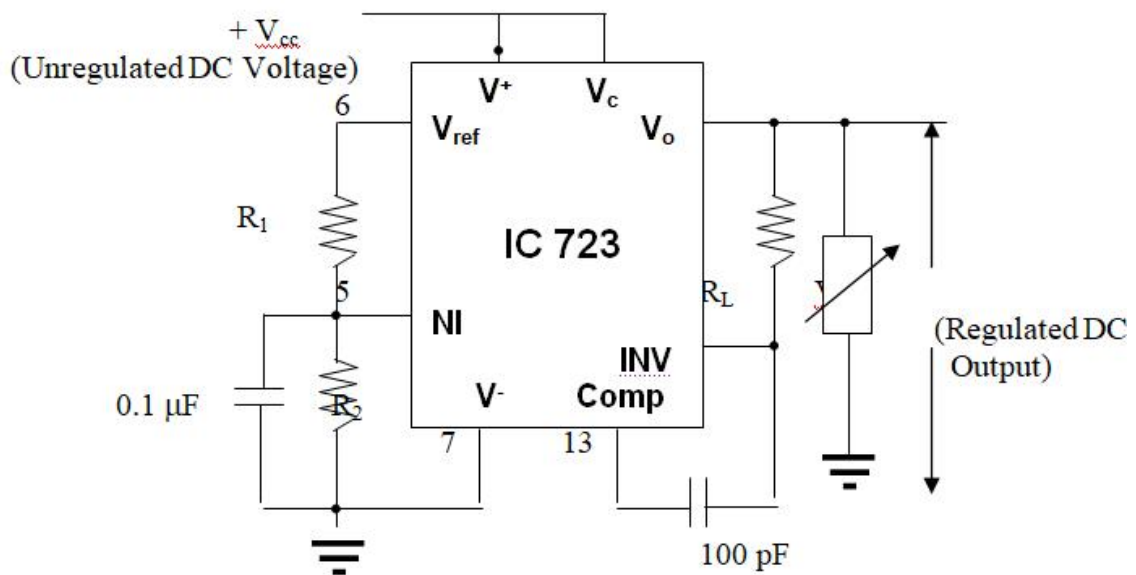 + Vcc
(Unregulated DC Voltage)
V⁺
Vc
6
Vref
Vo
R₁
IC 723
5
RL
NI
(Regulated DC
Output)
INV
Comp
0.1 µF
R₂
V⁻
7
13
100 pF